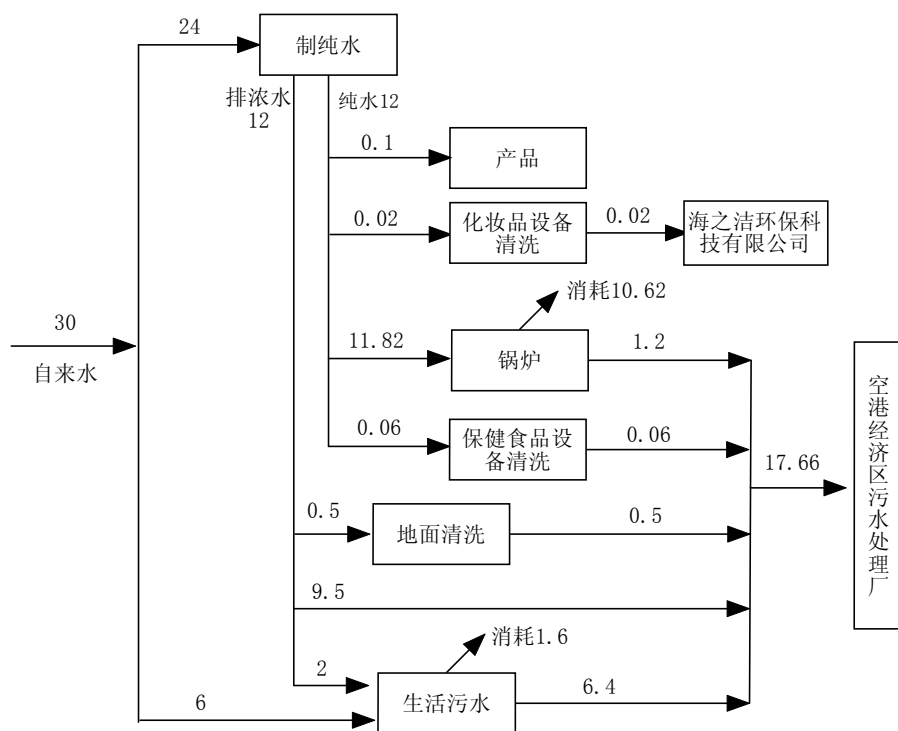 24
制纯水
排浓水
12
纯水12
0.1
产品
0.02
化妆品设备
清洗
0.02
海之洁环保科
技有限公司
消耗10.62
30
自来水
11.82
锅炉
1.2
0.06
保健食品设
备清洗
0.06
17.66
空港经济区污水处理厂
0.5
地面清洗
0.5
9.5
消耗1.6
2
生活污水
6.4
6